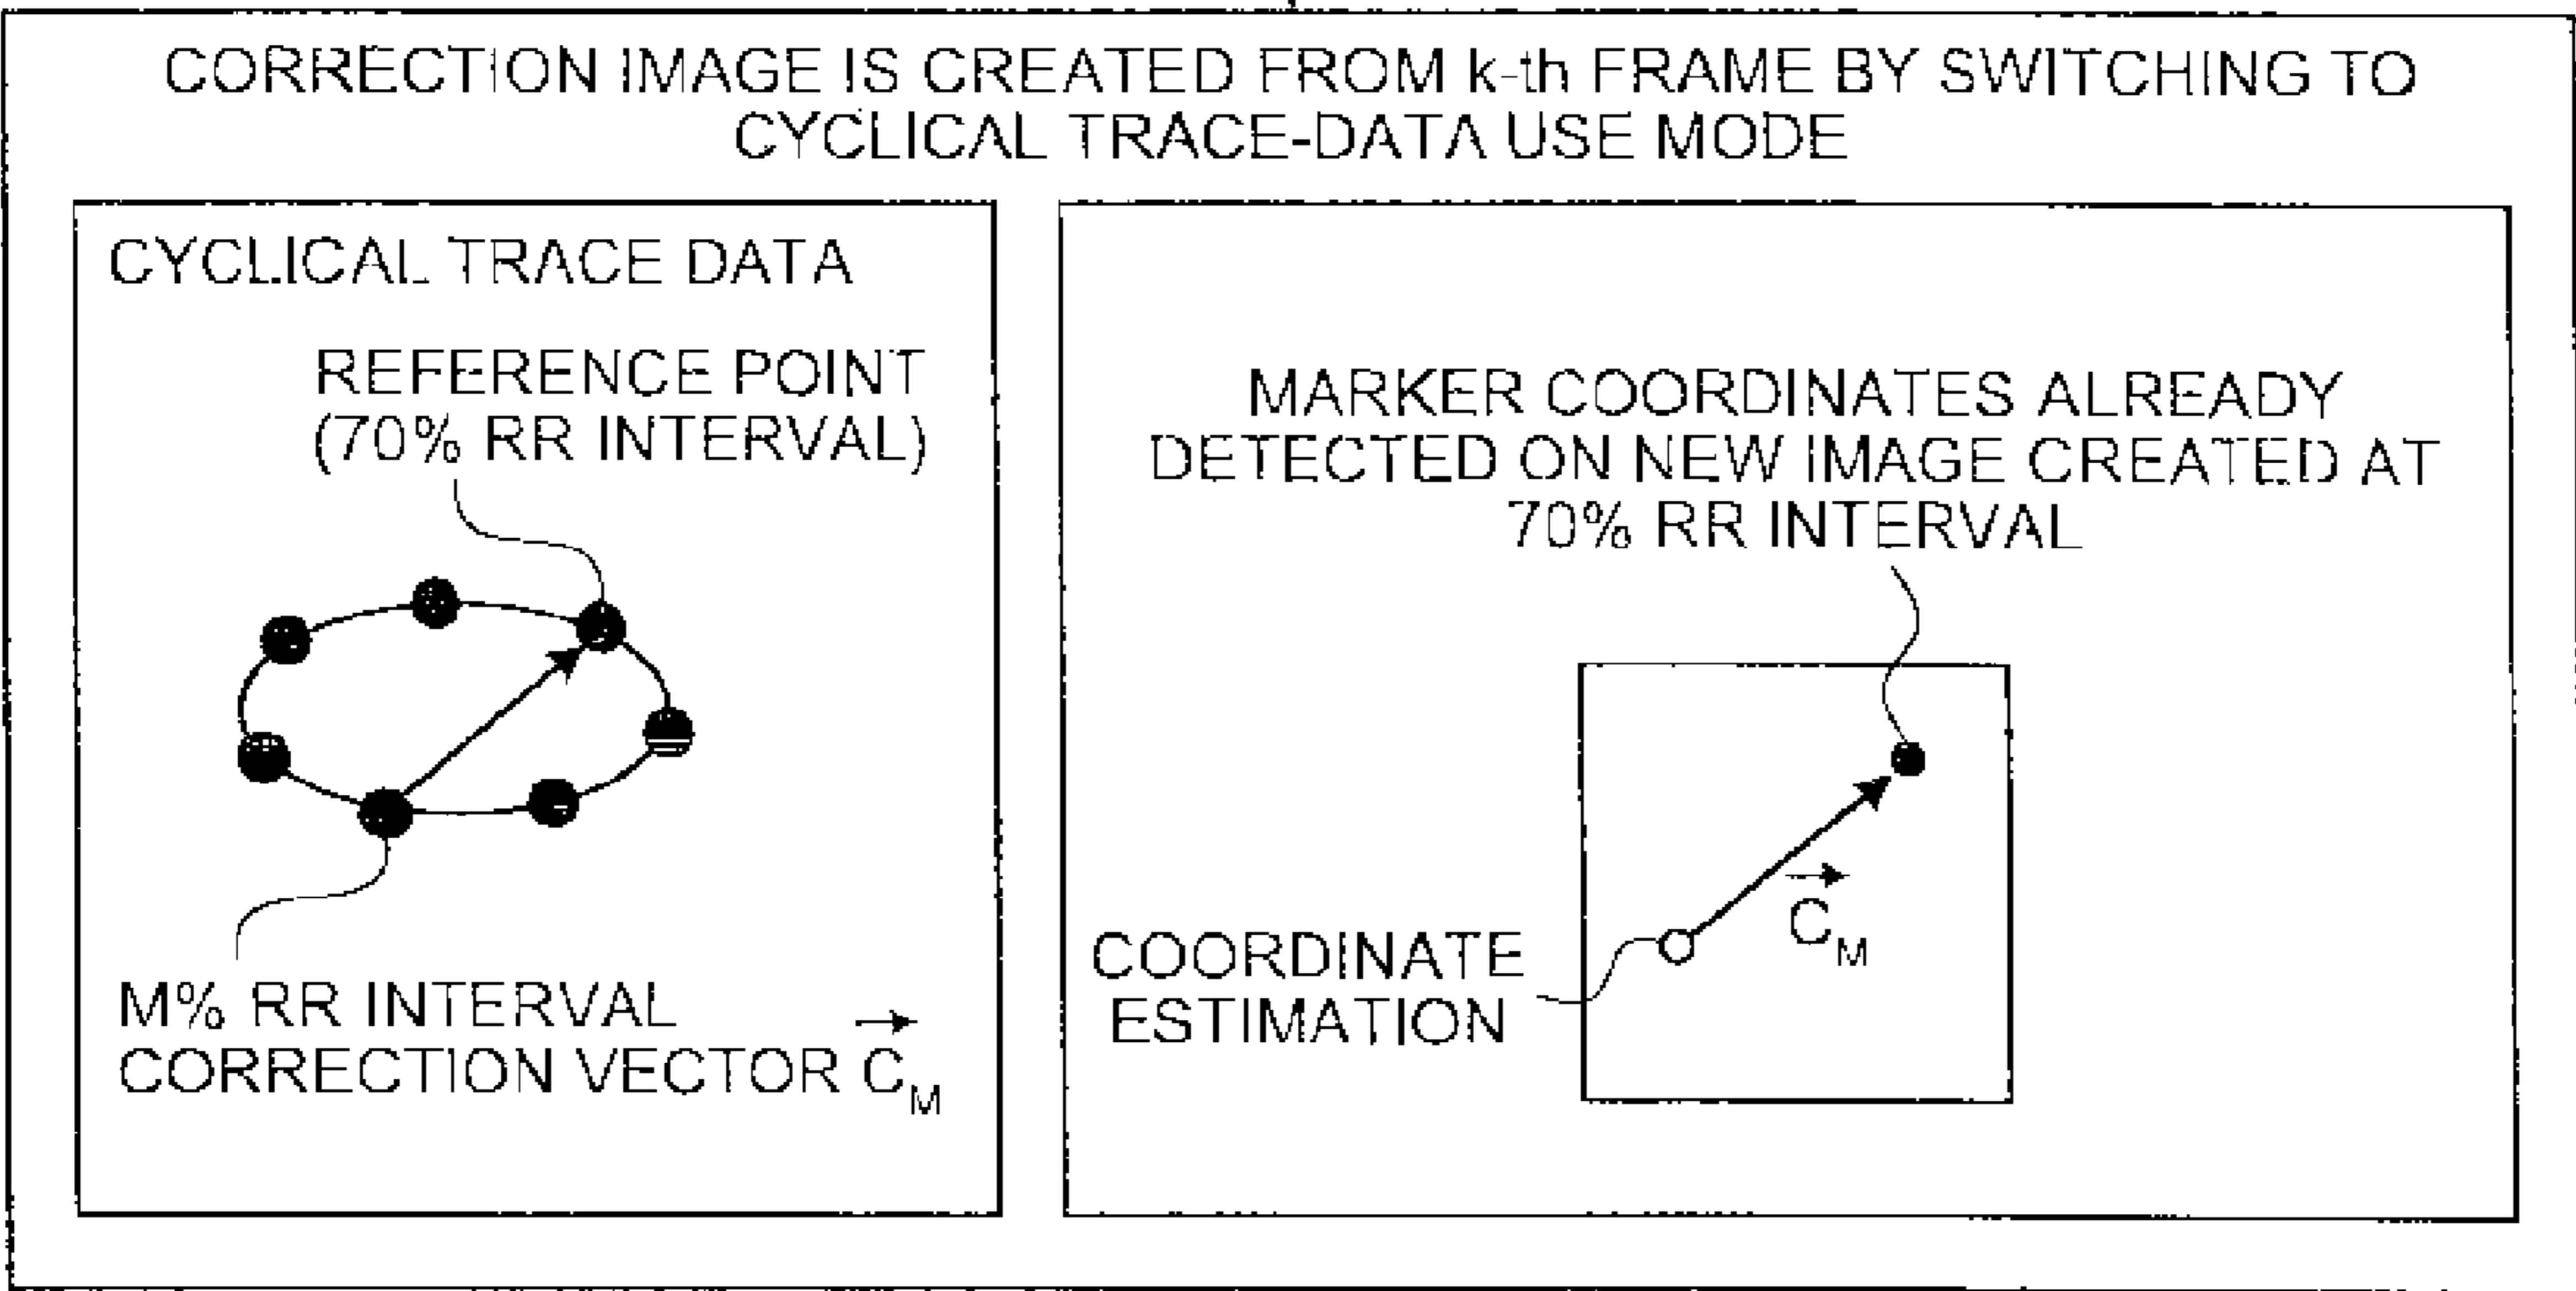 CORRECTION IMAGE IS CREATED FROM k-th FRAME BY SWITCHING TO
CYCLICAL TRACE-DATA USE MODE
CYCLICAL TRACE DATA
REFERENCE POINT
(70% RR INTERVAL)
M% RR INTERVAL
CORRECTION VECTOR C⃗M
MARKER COORDINATES ALREADY
DETECTED ON NEW IMAGE CREATED AT
70% RR INTERVAL
C⃗M
COORDINATE
ESTIMATION